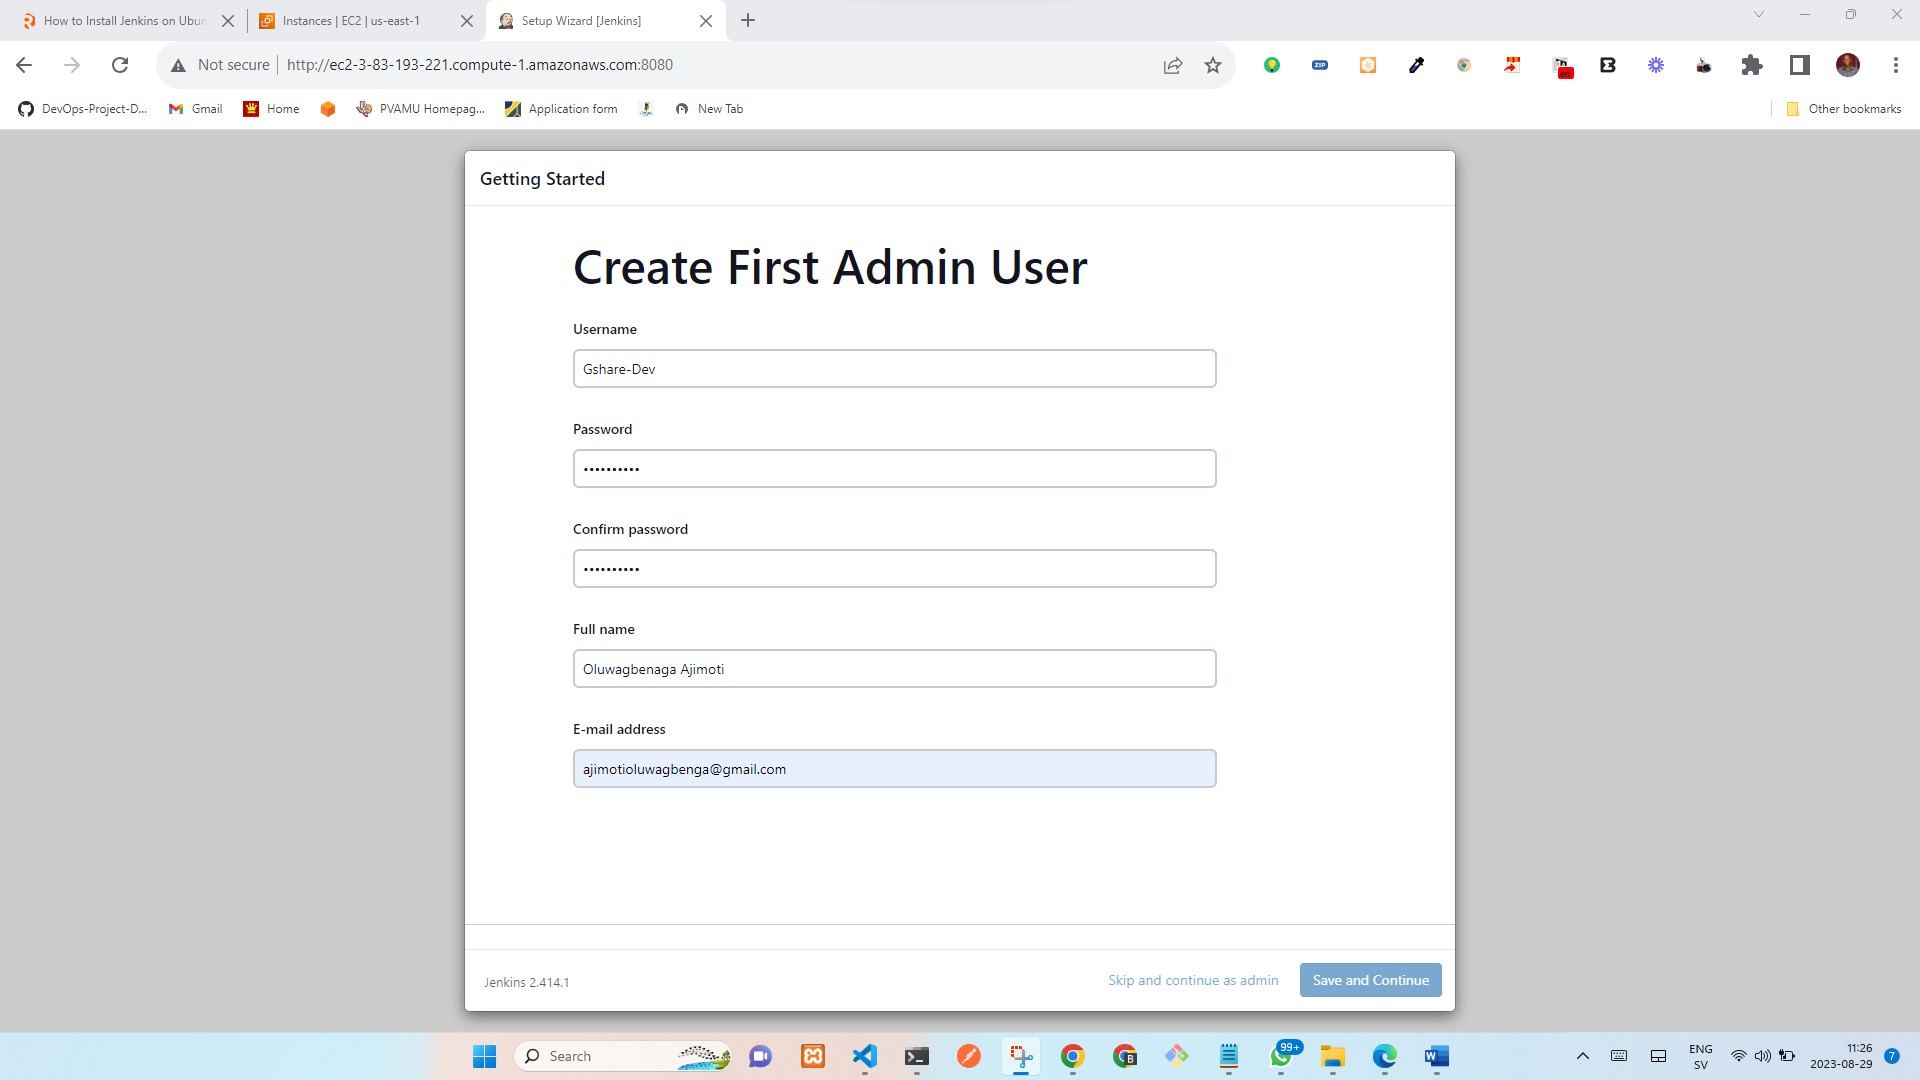 How to Install Jenkins on Ubun
Instances | EC2 | us-east-1
Setup Wizard [Jenkins]
Not secure
http://ec2-3-83-193-221.compute-1.amazonaws.com:8080
ZIP
en
DevOps-Project-D...
Gmail
Home
PVAMU Homepag...
Application form
New Tab
Other bookmarks
Getting Started
Create First Admin User
Username
Gshare-Dev
Password
••••••••••
Confirm password
••••••••••
Full name
Oluwagbenaga Ajimoti
E-mail address
ajimotioluwagbenga@gmail.com
Jenkins 2.414.1
Skip and continue as admin
Save and Continue
Search
99+
ENG
SV
11:26
2023-08-29
7